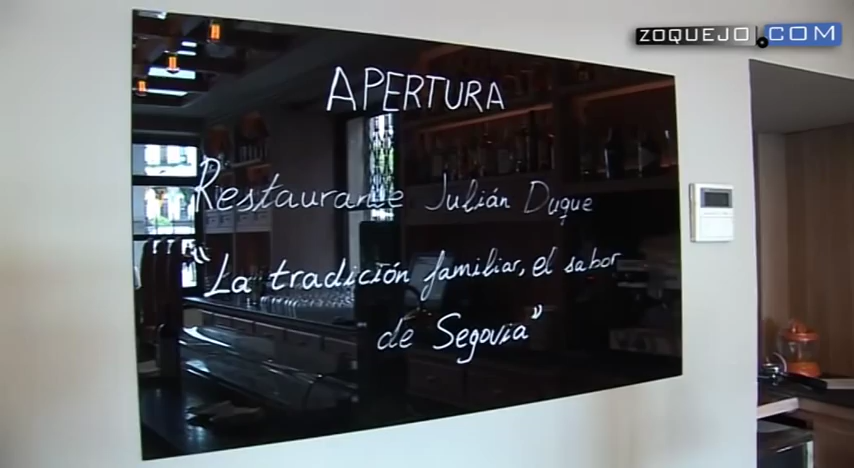 ZOQUEJO.COM
APERTURA
Restaurante Julián Duque
"La tradición familiar, el sabor
de Segovia"